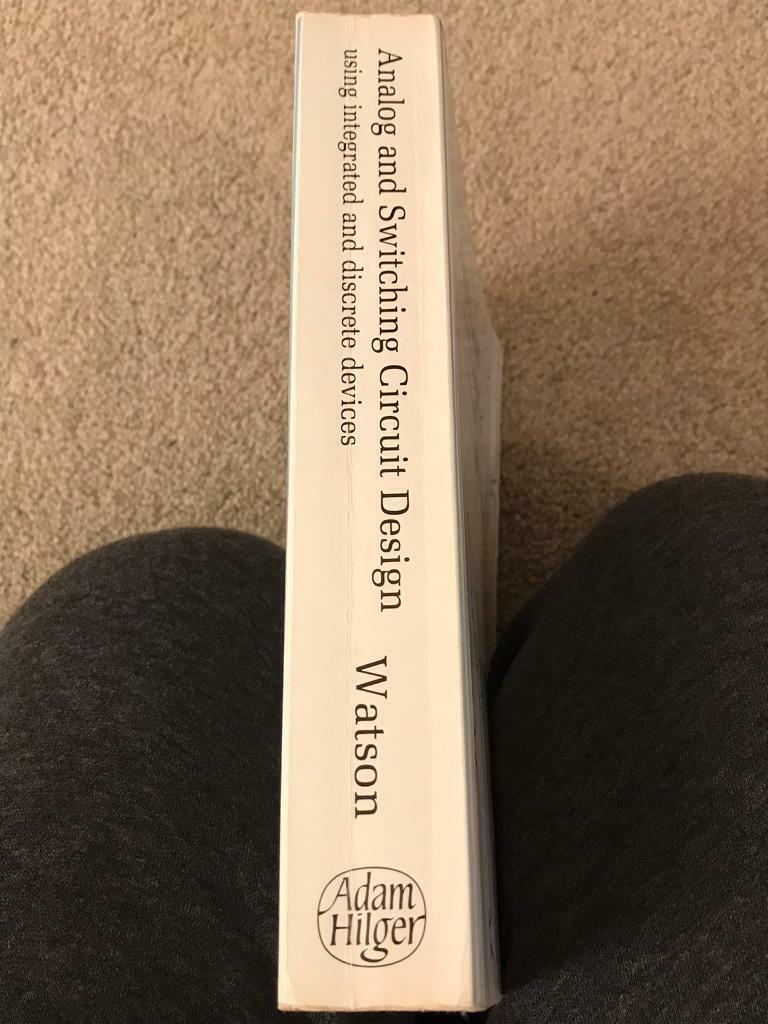 Analog and Switching Circuit Design
using integrated and discrete devices
Watson
Adam
Hilger